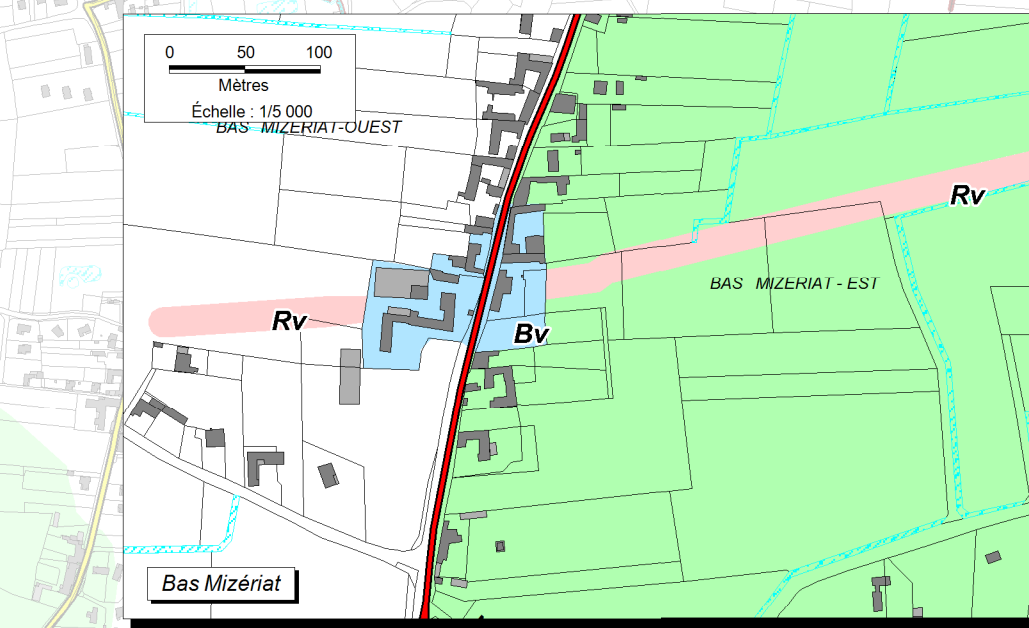 0 50 100
Mètres
Échelle : 1/5 000
BAS MIZERIAT-OUEST
Rv
BAS MIZERIAT - EST
Rv
Bv
Bas Mizériat